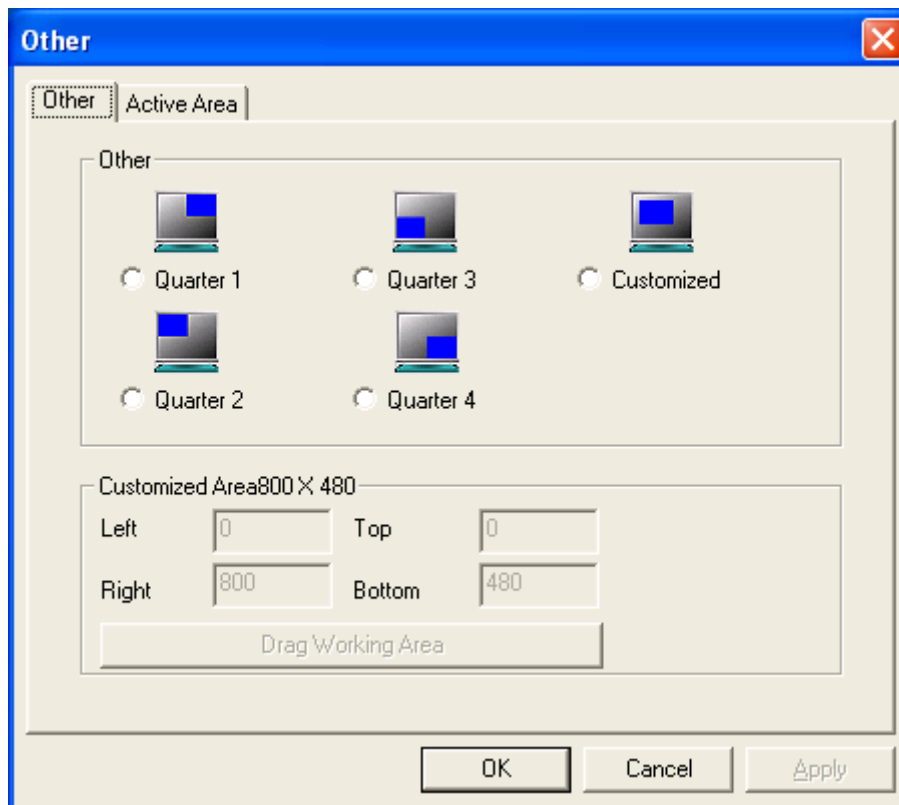 Other
Other Active Area
Other
Quarter 1 Quarter 3 Customized
Quarter 2 Quarter 4
Customized Area800 X 480
Left 0 Top 0
Right 800 Bottom 480
Drag Working Area
OK Cancel Apply